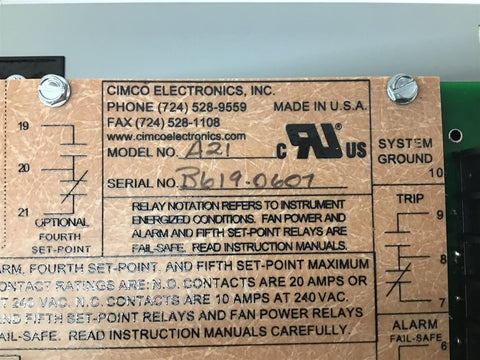 CIMCO ELECTRONICS, INC.
PHONE (724) 528-9559 MADE IN U.S.A.
FAX (724) 528-1108
www.cimcoelectronics.com
MODEL NO. A21
SERIAL NO. B619-0607
C RU US
SYSTEM
GROUND
10
19
20
21
OPTIONAL
FOURTH
SET-POINT
RELAY NOTATION REFERS TO INSTRUMENT
ENERGIZED CONDITIONS. FAN POWER AND
ALARM AND FIFTH SET-POINT RELAYS ARE
FAIL-SAFE. READ INSTRUCTION MANUALS.
TRIP
9
8
7
ALARM
FAIL-SAFE
6
ARM, FOURTH SET-POINT, AND FIFTH SET-POINT MAXIMUM
ONTACT RATINGS ARE: N.O. CONTACTS ARE 20 AMPS OR
T 240 VAC. N.C. CONTACTS ARE 10 AMPS AT 240 VAC.
ND FIFTH SET-POINT RELAYS AND FAN POWER RELAYS
FE. READ INSTRUCTION MANUALS CAREFULLY.